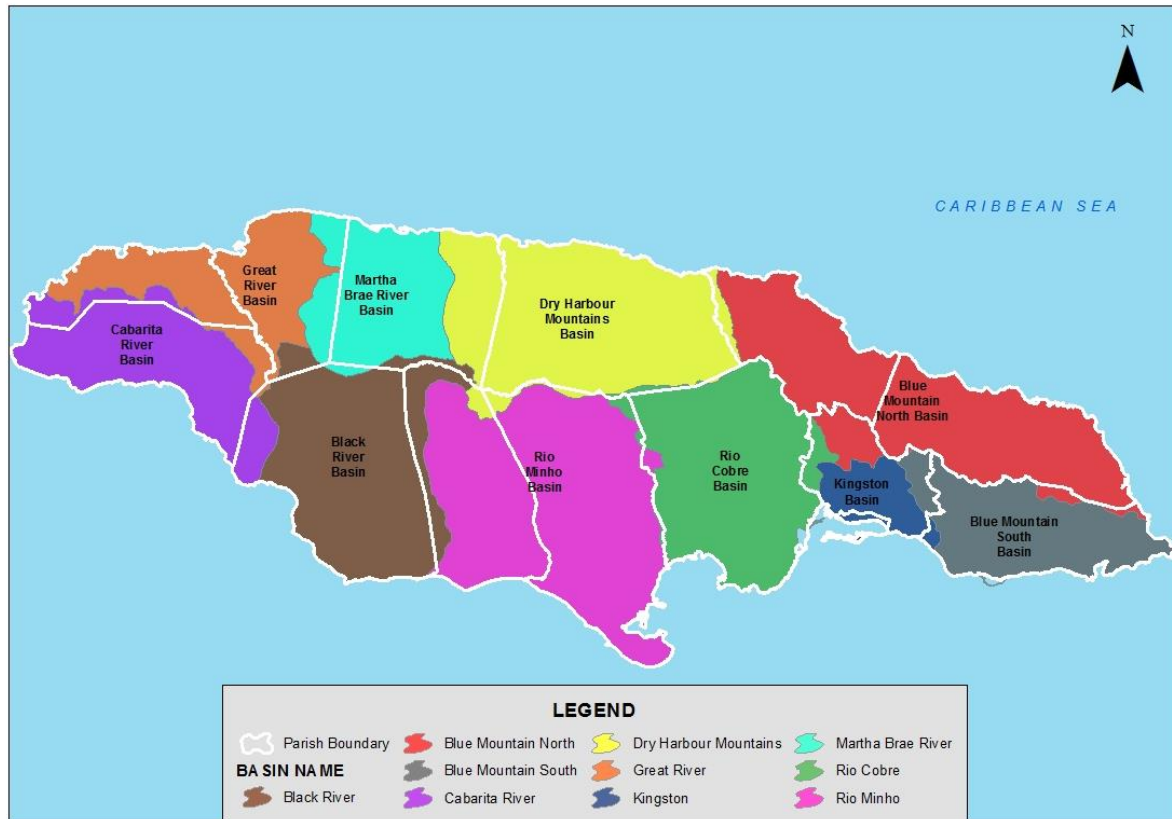 N
CARIBBEAN SEA
Great
River
Basin
Martha
Brae River
Basin
Dry Harbour
Mountains
Basin
Cabarita
River
Basin
Blue
Mountain
North Basin
Black
River
Basin
Rio
Minho
Basin
Rio
Cobre
Basin
Kingston
Basin
Blue Mountain
South
Basin
LEGEND
Parish Boundary
BASIN NAME
Black River
Blue Mountain North
Blue Mountain South
Cabarita River
Dry Harbour Mountains
Great River
Kingston
Martha Brae River
Rio Cobre
Rio Minho